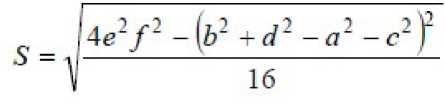 S = √((4e²f² − (b² + d² − a² − c²)²) / 16)